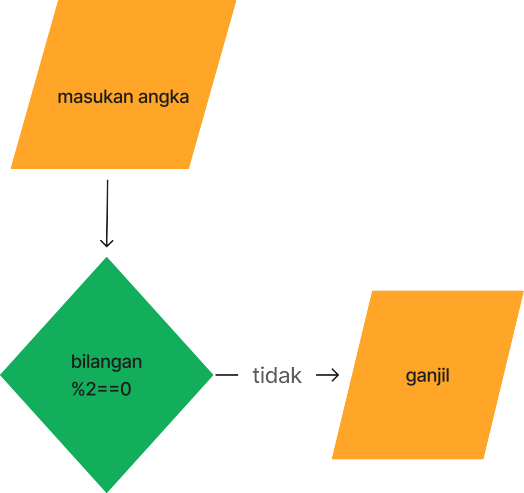 masukan angka
bilangan
%2==0
tidak
ganjil